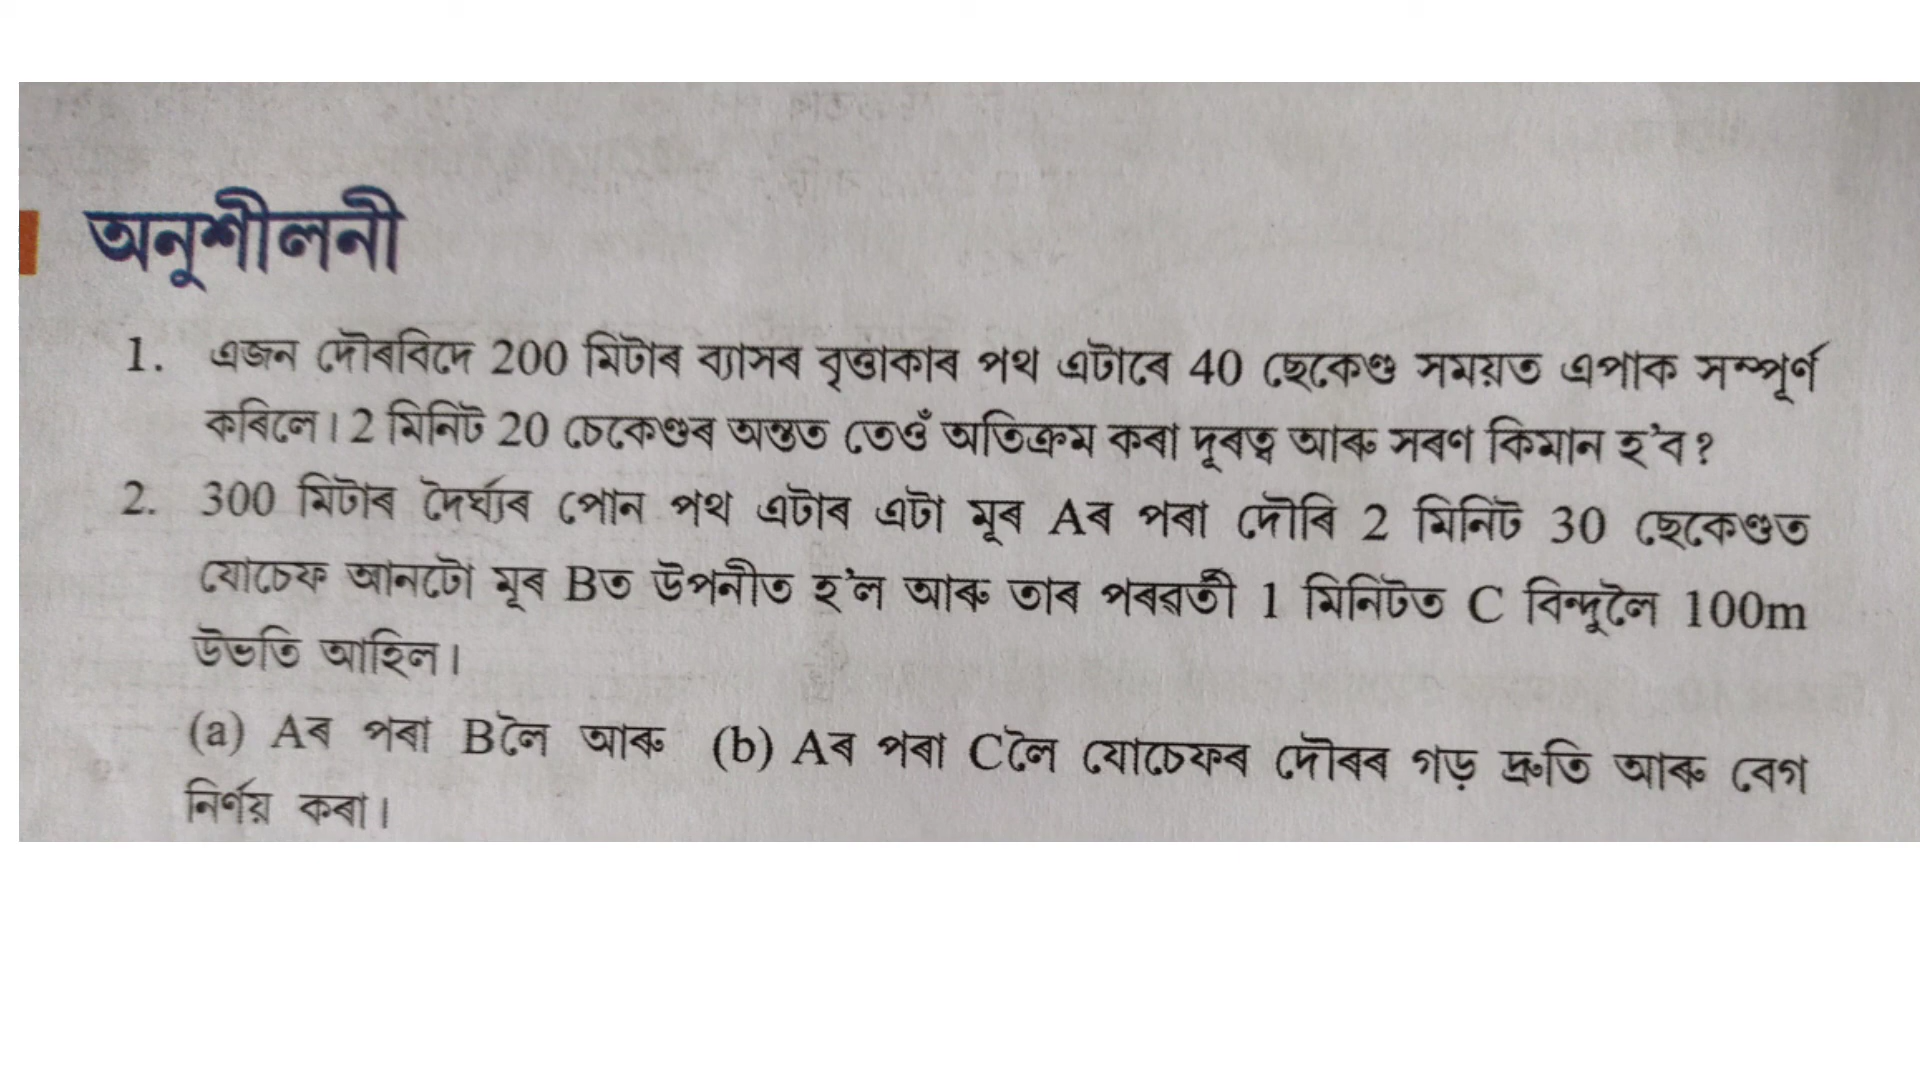 অনুশীলনী
1. এজন দৌৰবিদে 200 মিটাৰ ব্যাসৰ বৃত্তাকাৰ পথ এটাৰে 40 ছেকেণ্ড সময়ত এপাক সম্পূৰ্ণ
কৰিলে। 2 মিনিট 20 চেকেণ্ডৰ অন্তত তেওঁ অতিক্ৰম কৰা দূৰত্ব আৰু সৰণ কিমান হ’ব?
2. 300 মিটাৰ দৈৰ্ঘ্যৰ পোন পথ এটাৰ এটা মূৰ Aৰ পৰা দৌৰি 2 মিনিট 30 ছেকেণ্ডত
যোচেফ আনটো মূৰ Bত উপনীত হ’ল আৰু তাৰ পৰৱৰ্তী 1 মিনিটত C বিন্দুলৈ 100m
উভতি আহিল।
(a) Aৰ পৰা Bলৈ আৰু (b) Aৰ পৰা Cলৈ যোচেফৰ দৌৰৰ গড় দ্ৰুতি আৰু বেগ
নিৰ্ণয় কৰা।